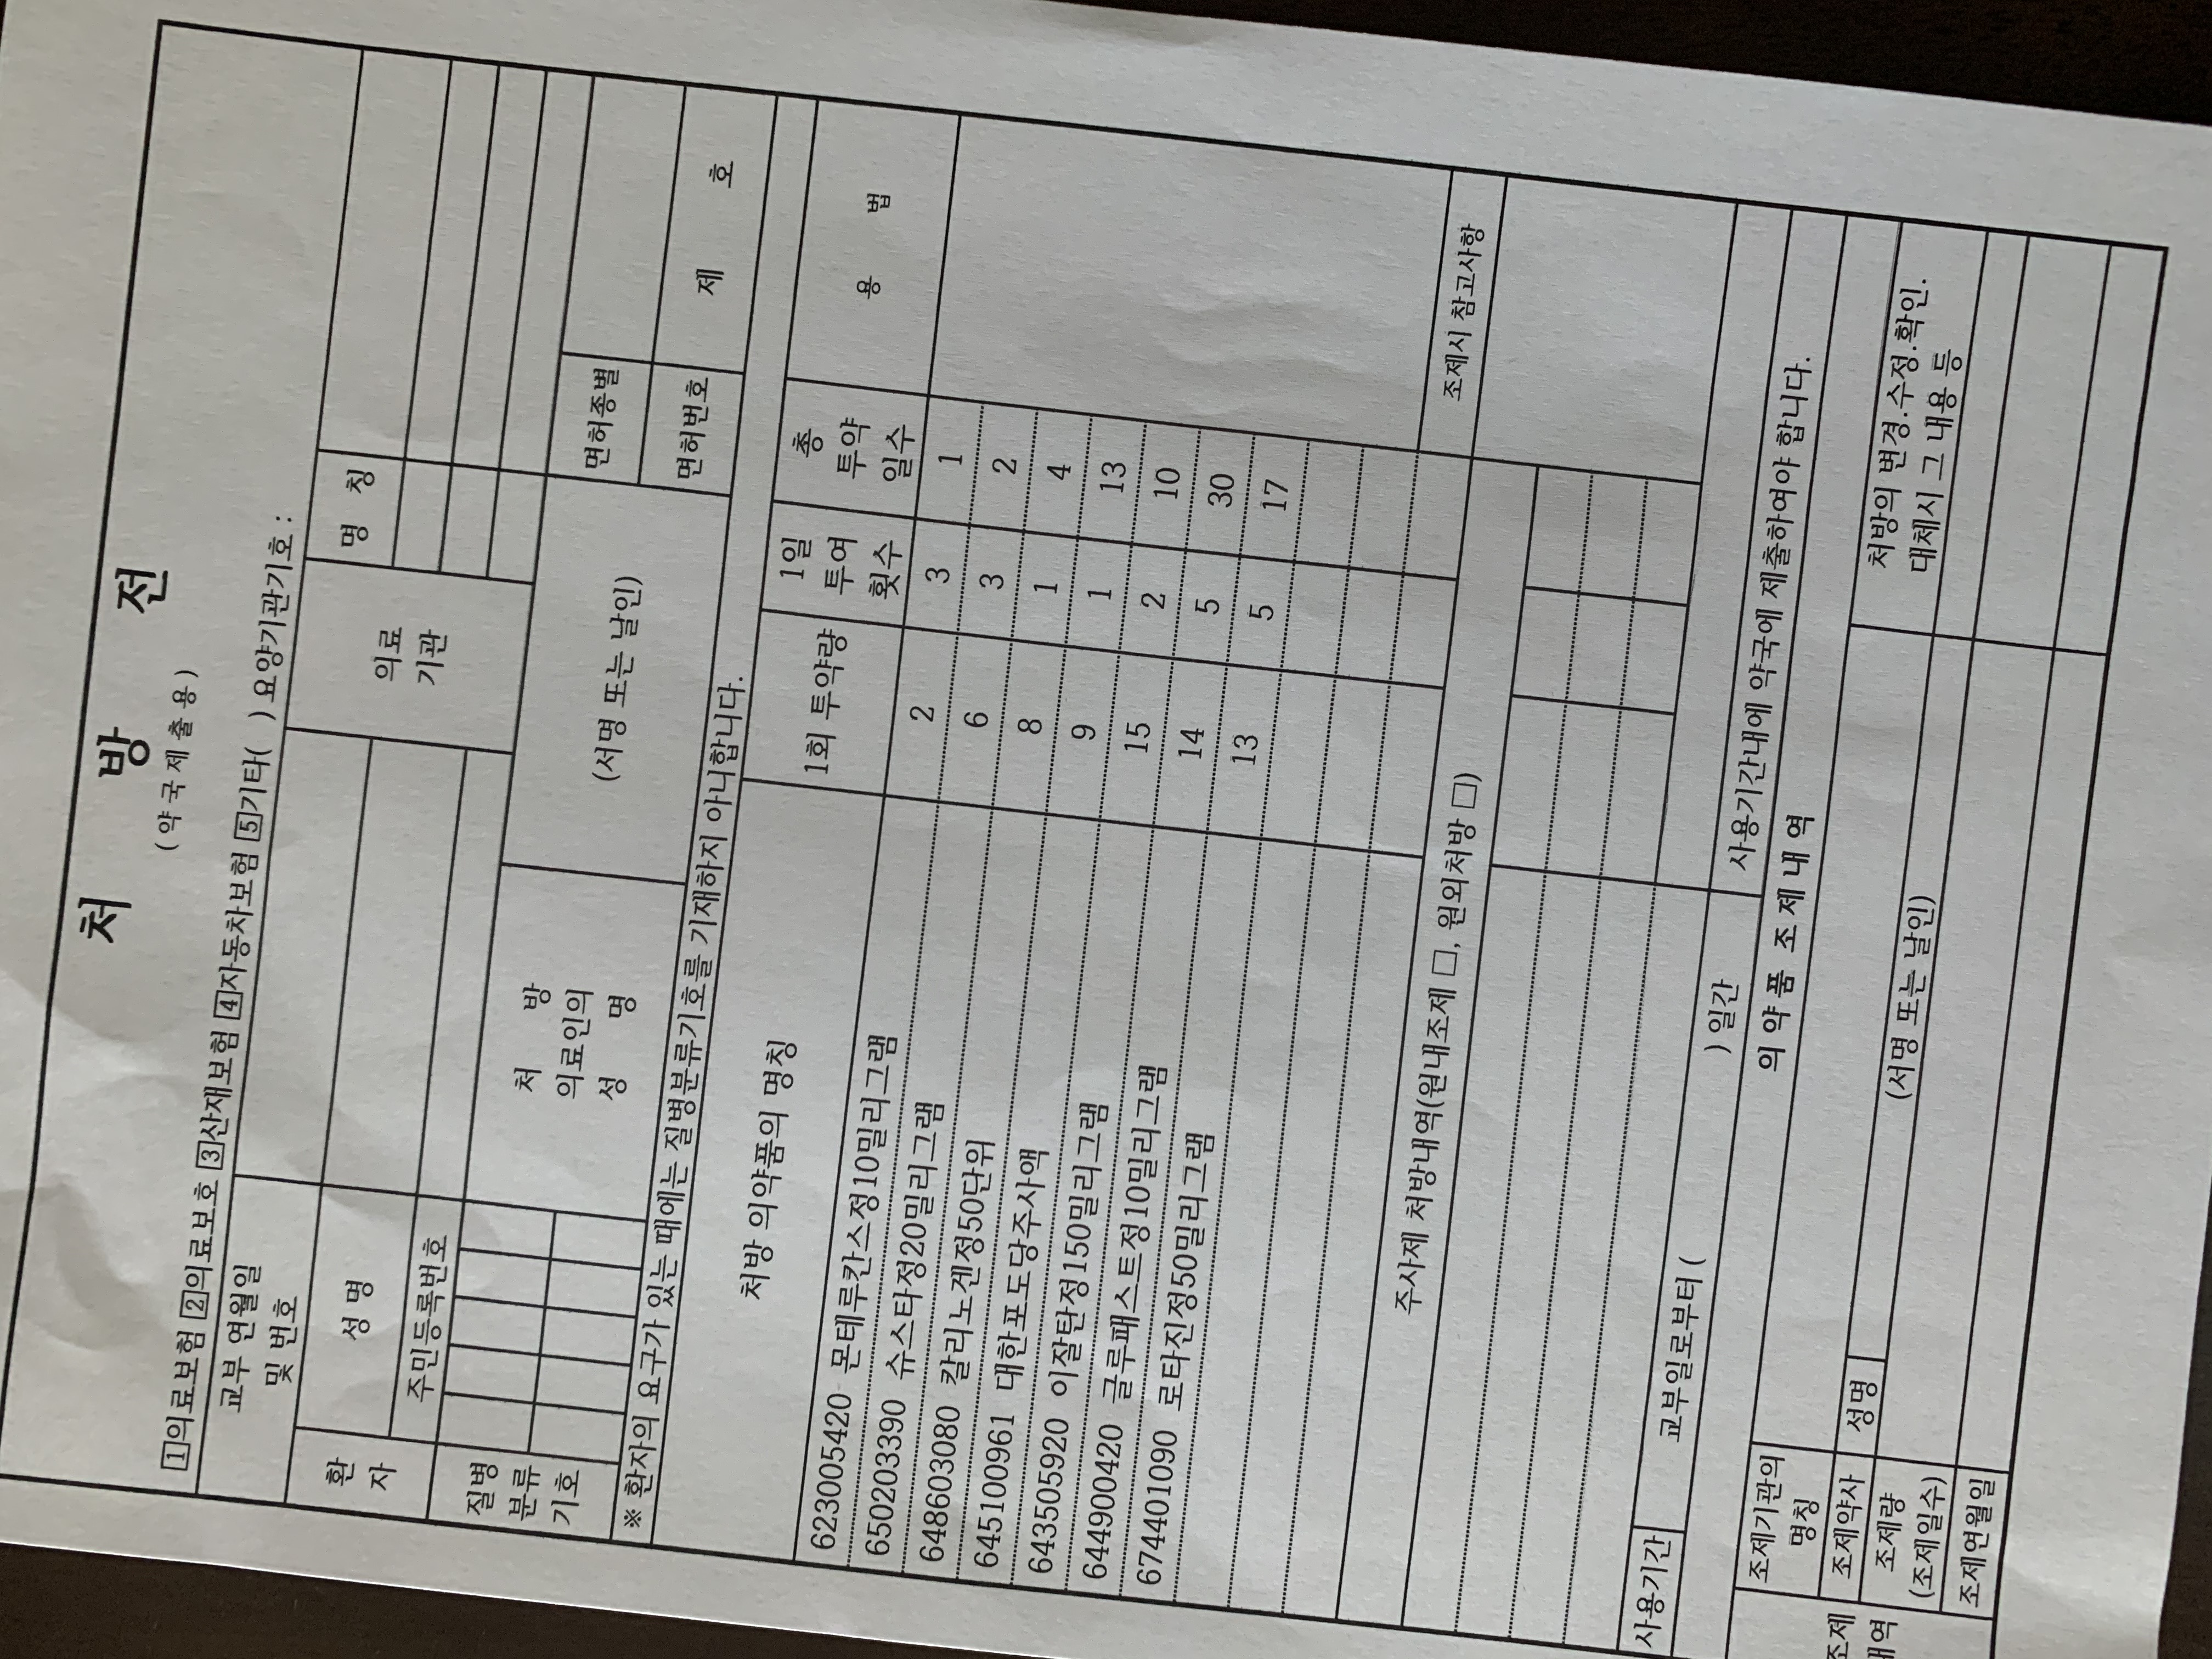 처 방 전
(약국제출용)
1의료보험 2의료보호 3산재보험 4자동차보험 5기타( ) 요양기관기호 :
교부 연월일
및 번호
환
자
성 명
주민등록번호
의료
기관
명 칭
질병
분류
기호
처 방
의료인의
성 명
(서명 또는 날인)
면허종별
면허번호
제 호
※ 환자의 요구가 있는 때에는 질병분류기호를 기재하지 아니합니다.
처방 의약품의 명칭
1회 투약량
1일
투여
횟수
총
투약
일수
용 법
623005420 몬테루칸스정10밀리그램 2 3 1
650203390 슈스타정20밀리그램 6 3 2
648603080 칼리노겐정50단위 8 1 4
645100961 대한포도당주사액 9 1 13
643505920 이잘탄정150밀리그램 15 2 10
644900420 글루패스트정10밀리그램 14 5 30
674401090 로타진정50밀리그램 13 5 17
주사제 처방내역(원내조제 □, 원외처방 □)
조제시 참고사항
사용기간
교부일로부터 ( ) 일간
사용기간내에 약국에 제출하여야 합니다.
의약품 조제내역
조제
내역
조제기관의
명칭
조제약사
성명
(서명 또는 날인)
조제량
(조제일수)
조제연월일
처방의 변경.수정.확인.
대체시 그 내용 등